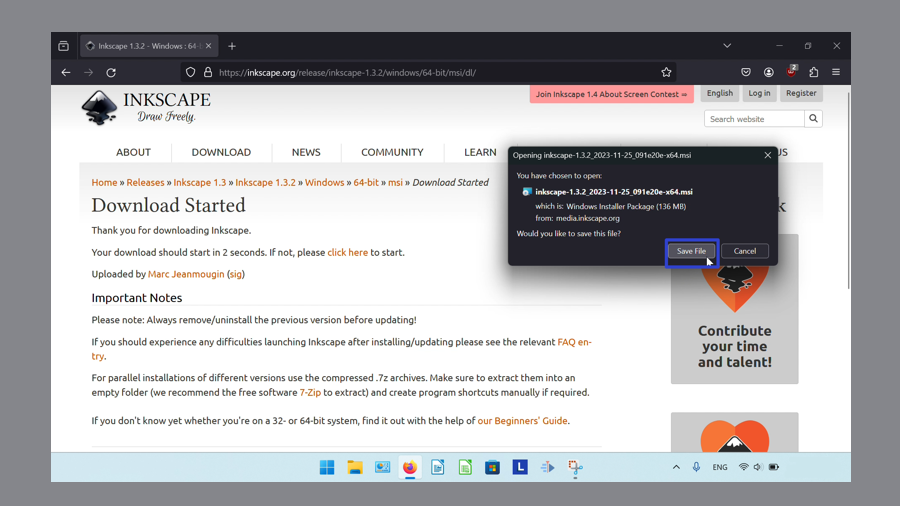 Inkscape 1.3.2 - Windows : 64-b
https://inkscape.org/release/inkscape-1.3.2/windows/64-bit/msi/dl/
2
INKSCAPE
Draw Freely.
Join Inkscape 1.4 About Screen Contest ⇒
English
Log in
Register
Search website
ABOUT
DOWNLOAD
NEWS
COMMUNITY
LEARN
US
Opening inkscape-1.3.2_2023-11-25_091e20e-x64.msi
You have chosen to open:
inkscape-1.3.2_2023-11-25_091e20e-x64.msi
which is: Windows Installer Package (136 MB)
from: media.inkscape.org
Would you like to save this file?
Save File
Cancel
Home » Releases » Inkscape 1.3 » Inkscape 1.3.2 » Windows » 64-bit » msi » Download Started
Download Started
k
Thank you for downloading Inkscape.
Your download should start in 2 seconds. If not, please click here to start.
Uploaded by Marc Jeanmougin (sig)
Important Notes
Please note: Always remove/uninstall the previous version before updating!
If you should experience any difficulties launching Inkscape after installing/updating please see the relevant FAQ en-
try.
For parallel installations of different versions use the compressed .7z archives. Make sure to extract them into an
empty folder (we recommend the free software 7-Zip to extract) and create program shortcuts manually if required.
If you don't know yet whether you're on a 32- or 64-bit system, find it out with the help of our Beginners' Guide.
Contribute
your time
and talent!
L
ENG